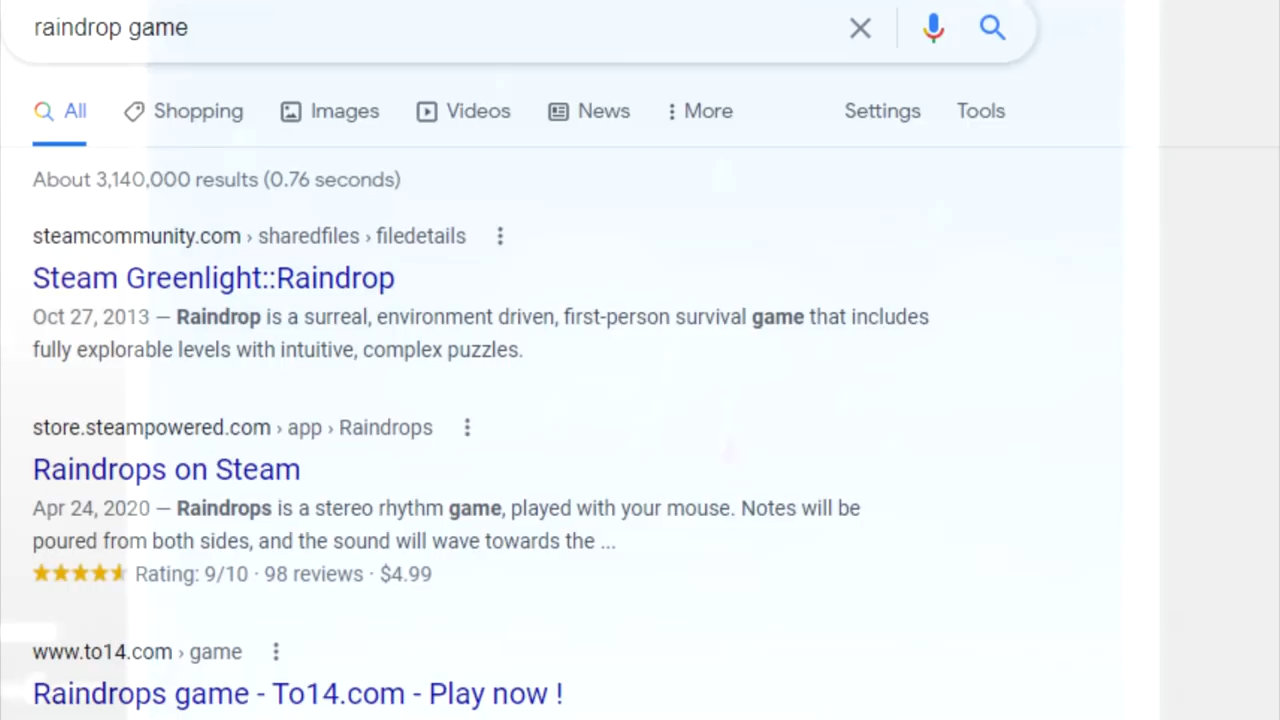 raindrop game
All Shopping Images Videos News More Settings Tools
About 3,140,000 results (0.76 seconds)
steamcommunity.com › sharedfiles › filedetails
Steam Greenlight::Raindrop
Oct 27, 2013 — Raindrop is a surreal, environment driven, first-person survival game that includes
fully explorable levels with intuitive, complex puzzles.
store.steampowered.com › app › Raindrops
Raindrops on Steam
Apr 24, 2020 — Raindrops is a stereo rhythm game, played with your mouse. Notes will be
poured from both sides, and the sound will wave towards the ...
Rating: 9/10 · 98 reviews · $4.99
www.to14.com › game
Raindrops game - To14.com - Play now !